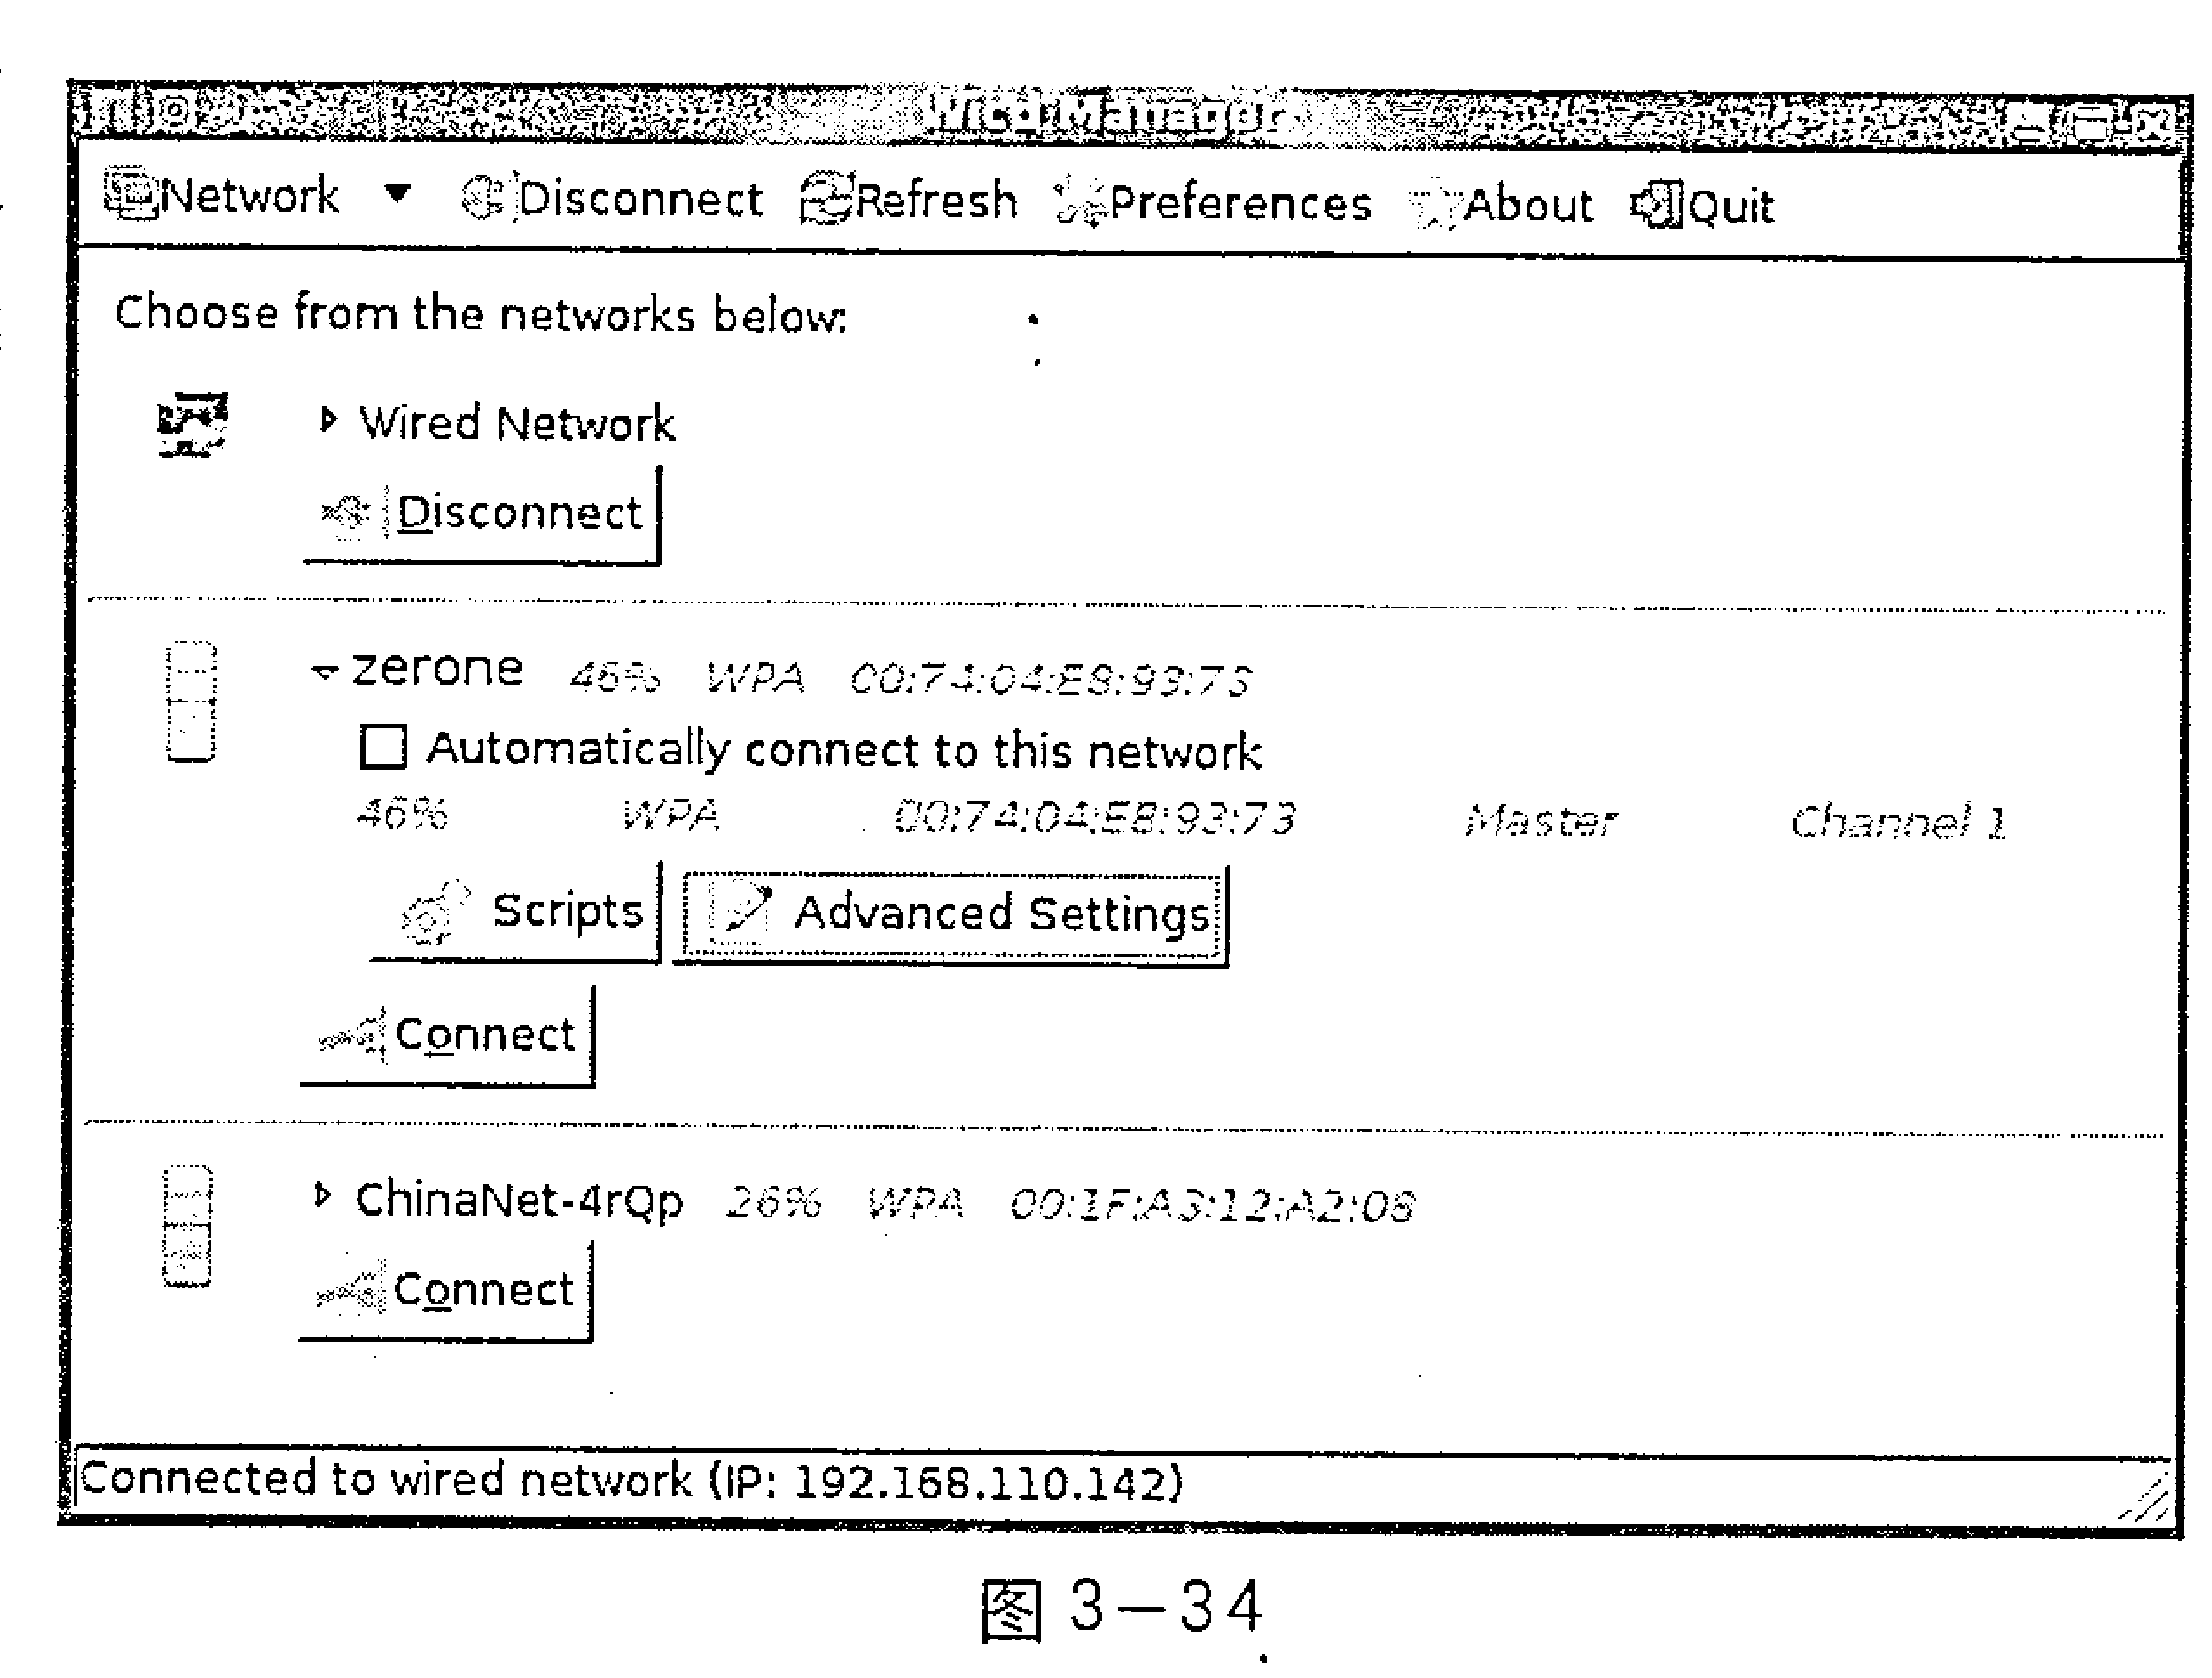 Wicd Manager
Network Disconnect Refresh Preferences About Quit
Choose from the networks below:
Wired Network
Disconnect
zerone 46% WPA 00:74:04:E8:93:73
Automatically connect to this network
46% WPA 00:74:04:E8:93:73 Master Channel 1
Scripts Advanced Settings
Connect
ChinaNet-4rQp 26% WPA 00:1F:A3:12:A2:08
Connect
Connected to wired network (IP: 192.168.110.142)
图 3-34